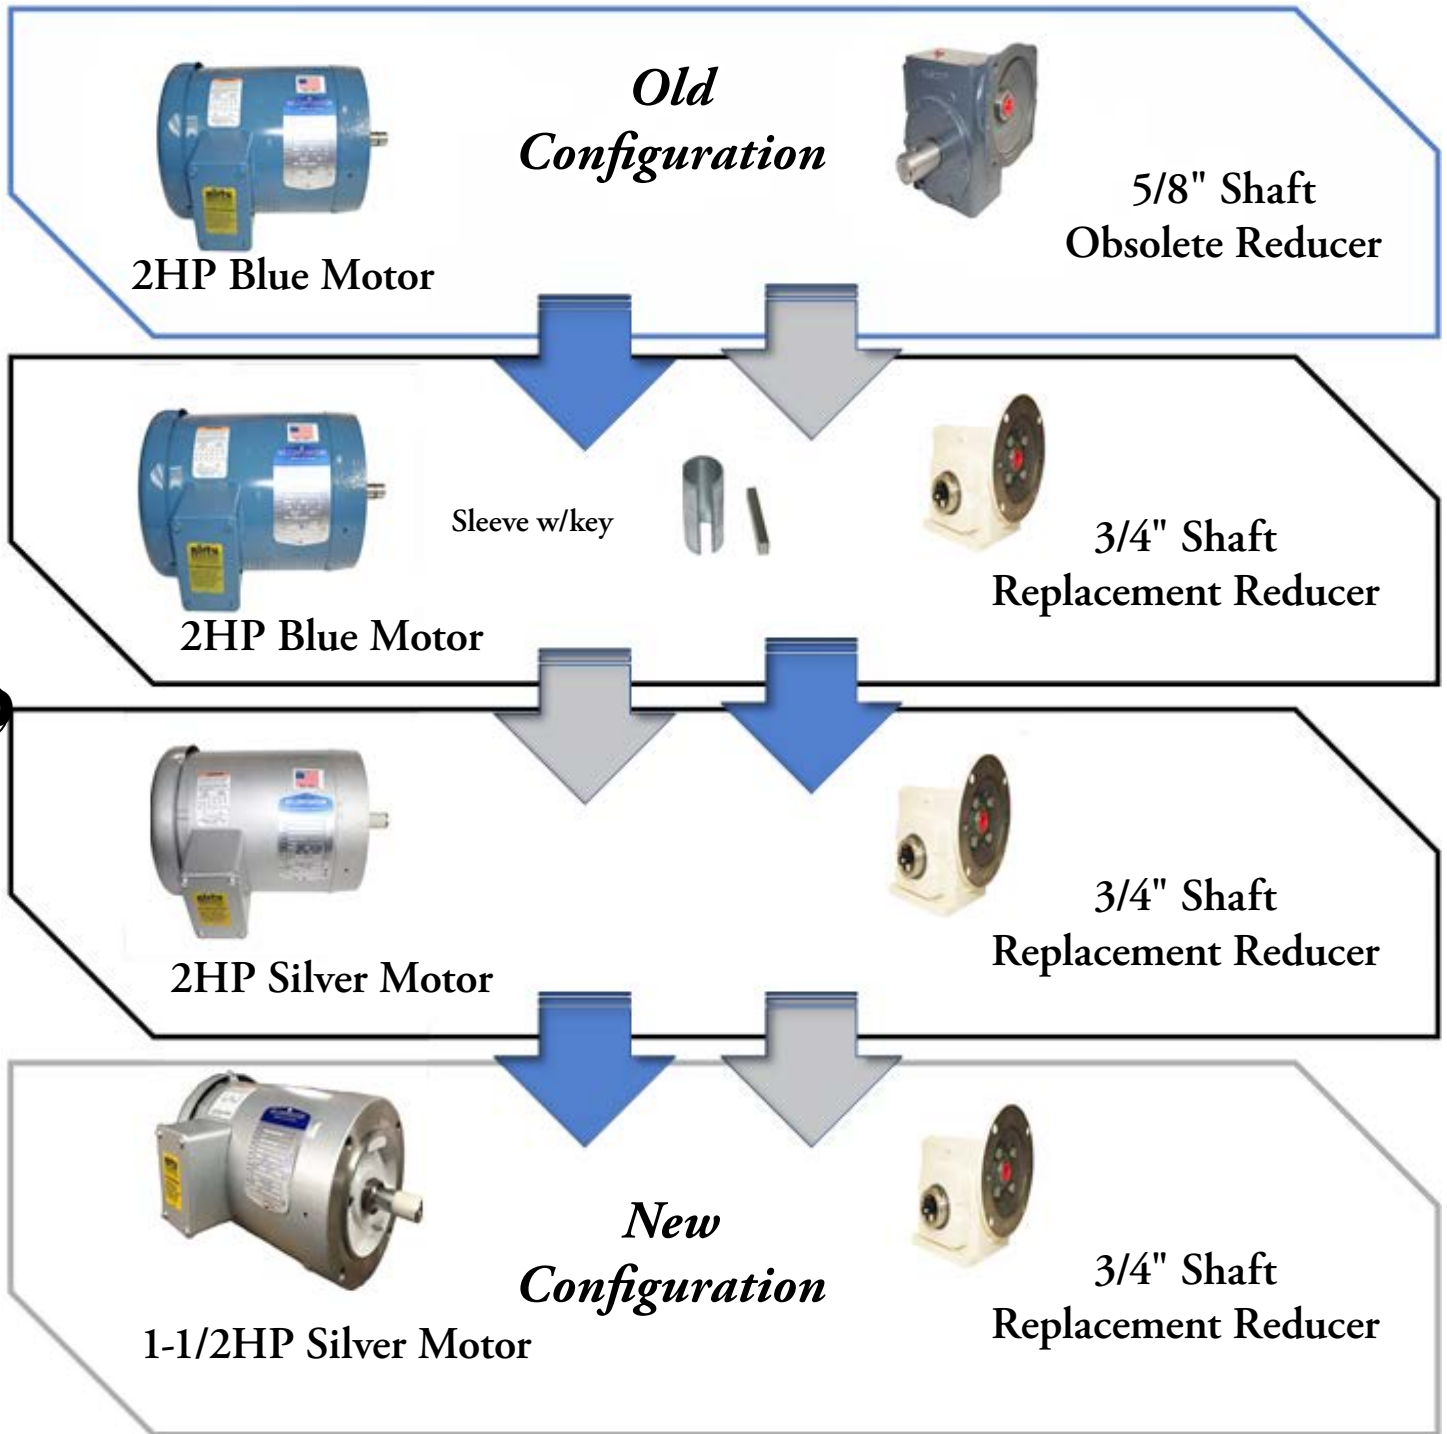 Old
Configuration
2HP Blue Motor
5/8" Shaft
Obsolete Reducer
Sleeve w/key
2HP Blue Motor
3/4" Shaft
Replacement Reducer
2HP Silver Motor
3/4" Shaft
Replacement Reducer
New
Configuration
1-1/2HP Silver Motor
3/4" Shaft
Replacement Reducer